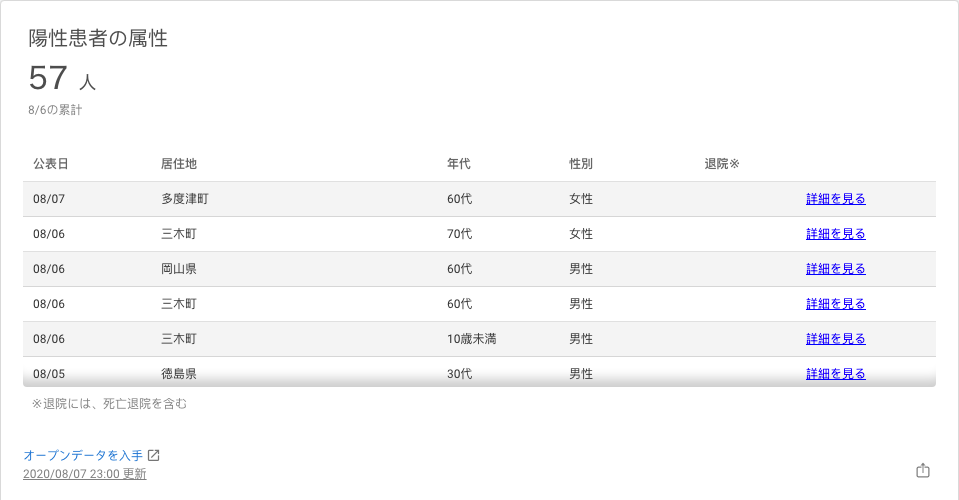 陽性患者の属性
57 人
8/6の累計
公表日 居住地 年代 性別 退院※
08/07 多度津町 60代 女性 詳細を見る
08/06 三木町 70代 女性 詳細を見る
08/06 岡山県 60代 男性 詳細を見る
08/06 三木町 60代 男性 詳細を見る
08/06 三木町 10歳未満 男性 詳細を見る
08/05 徳島県 30代 男性 詳細を見る
※退院には、死亡退院を含む
オープンデータを入手
2020/08/07 23:00 更新